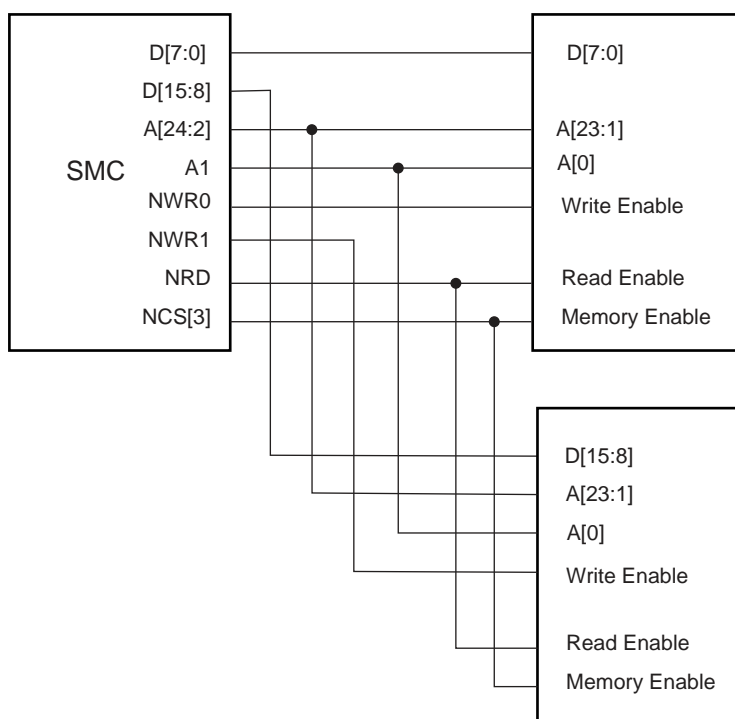 D[7:0] D[7:0]
D[15:8]
A[24:2] A[23:1]
SMC A1 A[0]
NWR0 Write Enable
NWR1
NRD Read Enable
NCS[3] Memory Enable
D[15:8]
A[23:1]
A[0]
Write Enable
Read Enable
Memory Enable